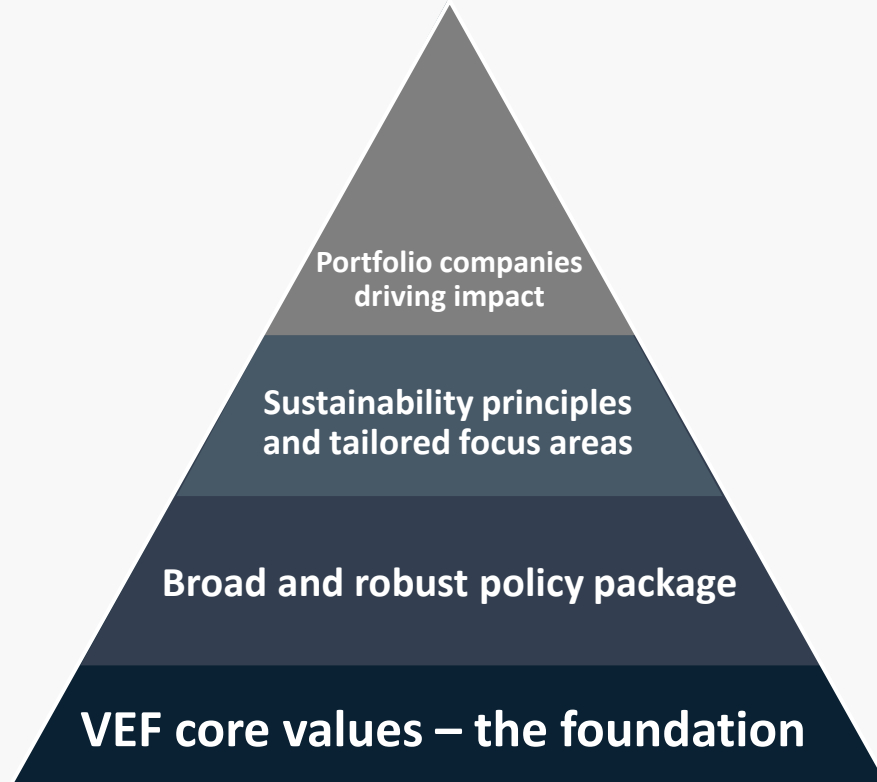 Portfolio companies
driving impact
Sustainability principles
and tailored focus areas
Broad and robust policy package
VEF core values – the foundation